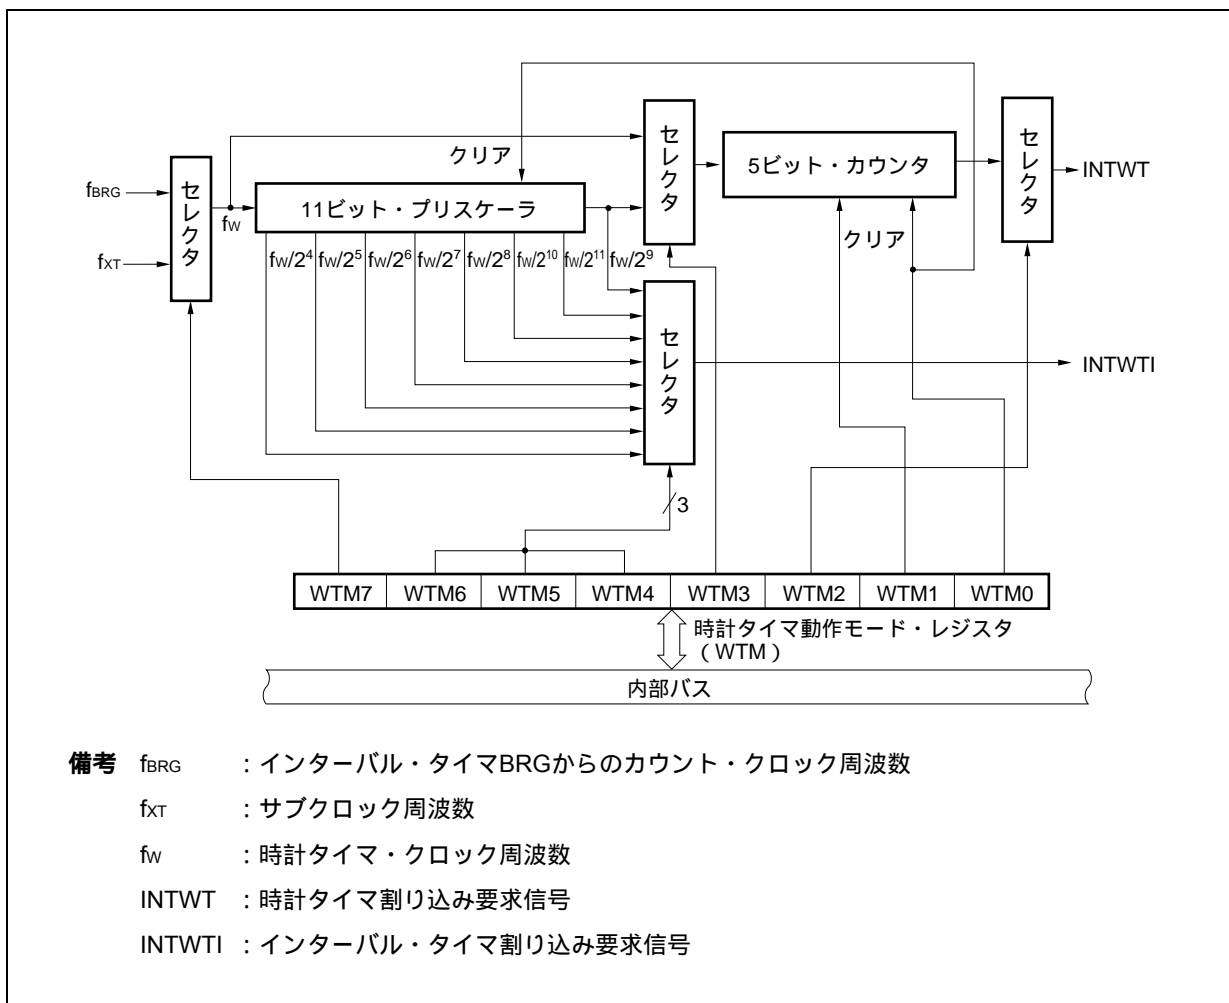 クリア
セレクタ
5ビット・カウンタ
セレクタ
INTWT
fBRG
fXT
セレクタ
fW
11ビット・プリスケーラ
クリア
fW/2⁴ fW/2⁵ fW/2⁶ fW/2⁷ fW/2⁸ fW/2¹⁰ fW/2¹¹ fW/2⁹
セレクタ
INTWTI
3
WTM7 WTM6 WTM5 WTM4 WTM3 WTM2 WTM1 WTM0
時計タイマ動作モード・レジスタ
(WTM)
内部バス
備考 fBRG :インターバル・タイマBRGからのカウント・クロック周波数
fXT :サブクロック周波数
fW :時計タイマ・クロック周波数
INTWT :時計タイマ割り込み要求信号
INTWTI :インターバル・タイマ割り込み要求信号